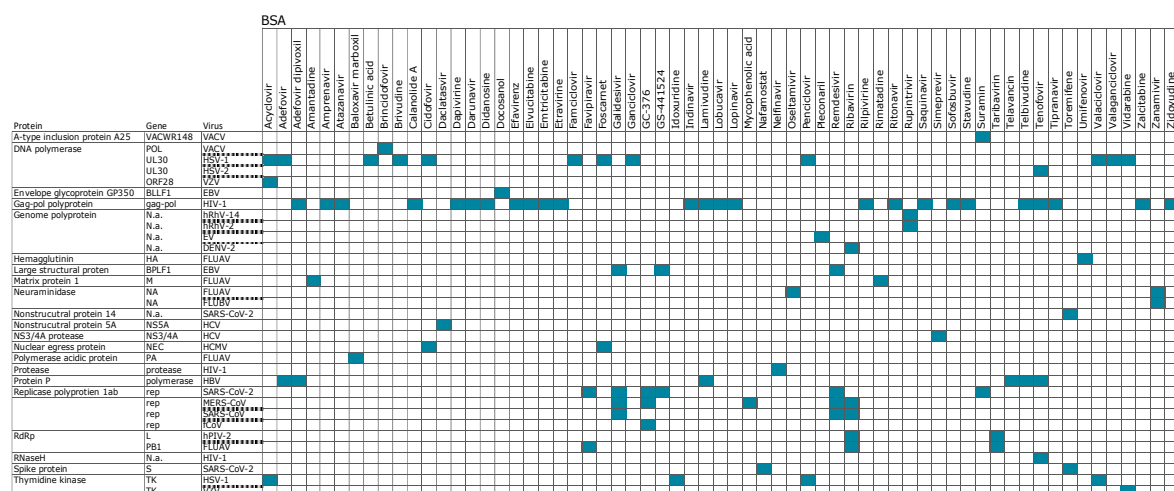 BSA
Protein Gene Virus Acyclovir Adefovir Adefovir dipivoxil Amantadine Amprenavir Atazanavir Baloxavir marboxil Betulinic acid Brincidofovir Brivudine Calanolide A Cidofovir Daclatasvir Dapivirine Darunavir Didanosine Docosanol Efavirenz Elvucitabine Emtricitabine Etravirine Famciclovir Favipiravir Foscarnet Galidesivir Ganciclovir GC-376 GS-441524 Idoxuridine Indinavir Lamivudine Lobucavir Lopinavir Mycophenolic acid Nafamostat Nelfinavir Oseltamivir Penciclovir Pleconaril Remdesivir Ribavirin Rilpivirine Rimatadine Ritonavir Rupintrivir Saquinavir Simeprevir Sofosbuvir Stavudine Suramin Taribavirin Telavancin Telbivudine Tenofovir Tipranavir Toremifene Umifenovir Valaciclovir Valganciclovir Vidarabine Zalcitabine Zanamivir Zidovudine
A-type inclusion protein A25 VACWR148 VACV
DNA polymerase POL VACV
UL30 HSV-1
UL30 HSV-2
ORF28 VZV
Envelope glycoprotein GP350 BLLF1 EBV
Gag-pol polyprotein gag-pol HIV-1
Genome polyprotein N.a. hRhV-14
N.a. hRhV-2
N.a. EV
N.a. DENV-2
Hemagglutinin HA FLUAV
Large structural proten BPLF1 EBV
Matrix protein 1 M FLUAV
Neuraminidase NA FLUAV
NA FLUBV
Nonstrucutral protein 14 N.a. SARS-CoV-2
Nonstrucutral protein 5A NS5A HCV
NS3/4A protease NS3/4A HCV
Nuclear egress protein NEC HCMV
Polymerase acidic protein PA FLUAV
Protease protease HIV-1
Protein P polymerase HBV
Replicase polyprotien 1ab rep SARS-CoV-2
rep MERS-CoV
rep SARS-CoV
rep fCoV
RdRp L hPIV-2
PB1 FLUAV
RNaseH N.a. HIV-1
Spike protein S SARS-CoV-2
Thymidine kinase TK HSV-1
TK